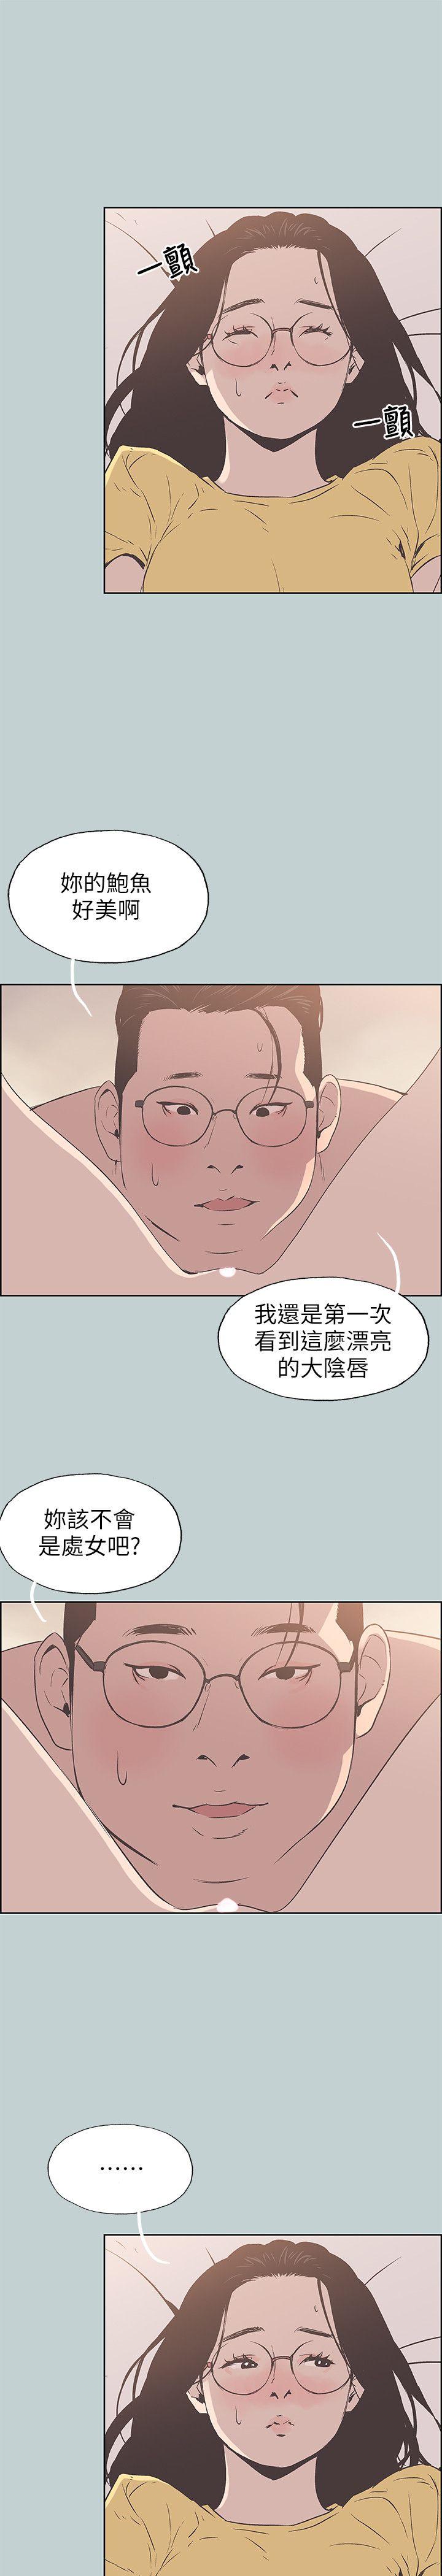 一顫
一顫
妳的鮑魚
好美啊
我還是第一次
看到這麼漂亮
的大陰唇
妳該不會
是處女吧?
……